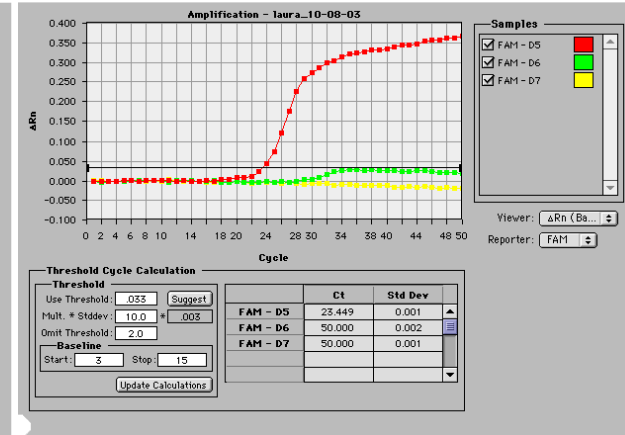 Amplification - laura_10-08-03
0.400
0.350
0.300
0.250
0.200
0.150
0.100
0.050
0.000
-0.050
-0.100
ΔRn
0 2 4 6 8 10 14 18 20 24 28 30 34 38 40 44 48 50
Cycle
Samples
FAM - D5
FAM - D6
FAM - D7
Viewer: ΔRn (Ba...
Reporter: FAM
Threshold Cycle Calculation
Threshold
Use Threshold: .033 Suggest
Mult. * Stddev: 10.0 * .003
Omit Threshold: 2.0
Baseline
Start: 3 Stop: 15
Update Calculations
Ct Std Dev
FAM - D5 23.449 0.001
FAM - D6 50.000 0.002
FAM - D7 50.000 0.001